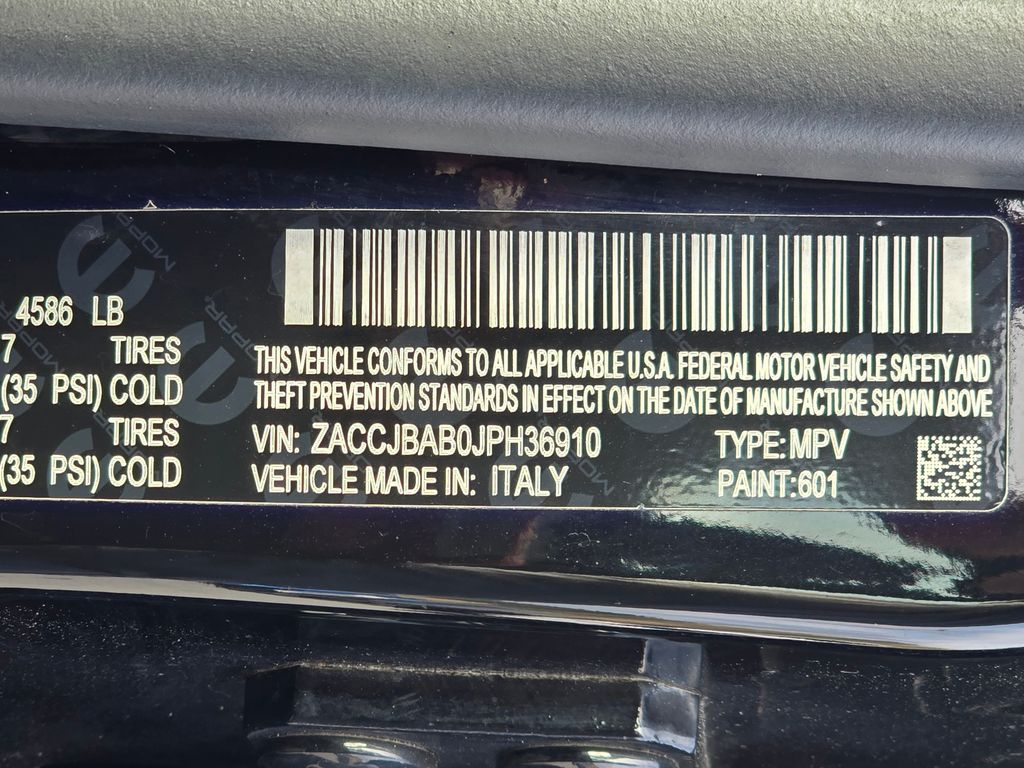 4586 LB
7 TIRES
(35 PSI) COLD
7 TIRES
(35 PSI) COLD
THIS VEHICLE CONFORMS TO ALL APPLICABLE U.S.A. FEDERAL MOTOR VEHICLE SAFETY AND
THEFT PREVENTION STANDARDS IN EFFECT ON THE DATE OF MANUFACTURE SHOWN ABOVE
VIN: ZACCJBAB0JPH36910 TYPE: MPV
VEHICLE MADE IN: ITALY PAINT:601
MOPAR
MOPAR